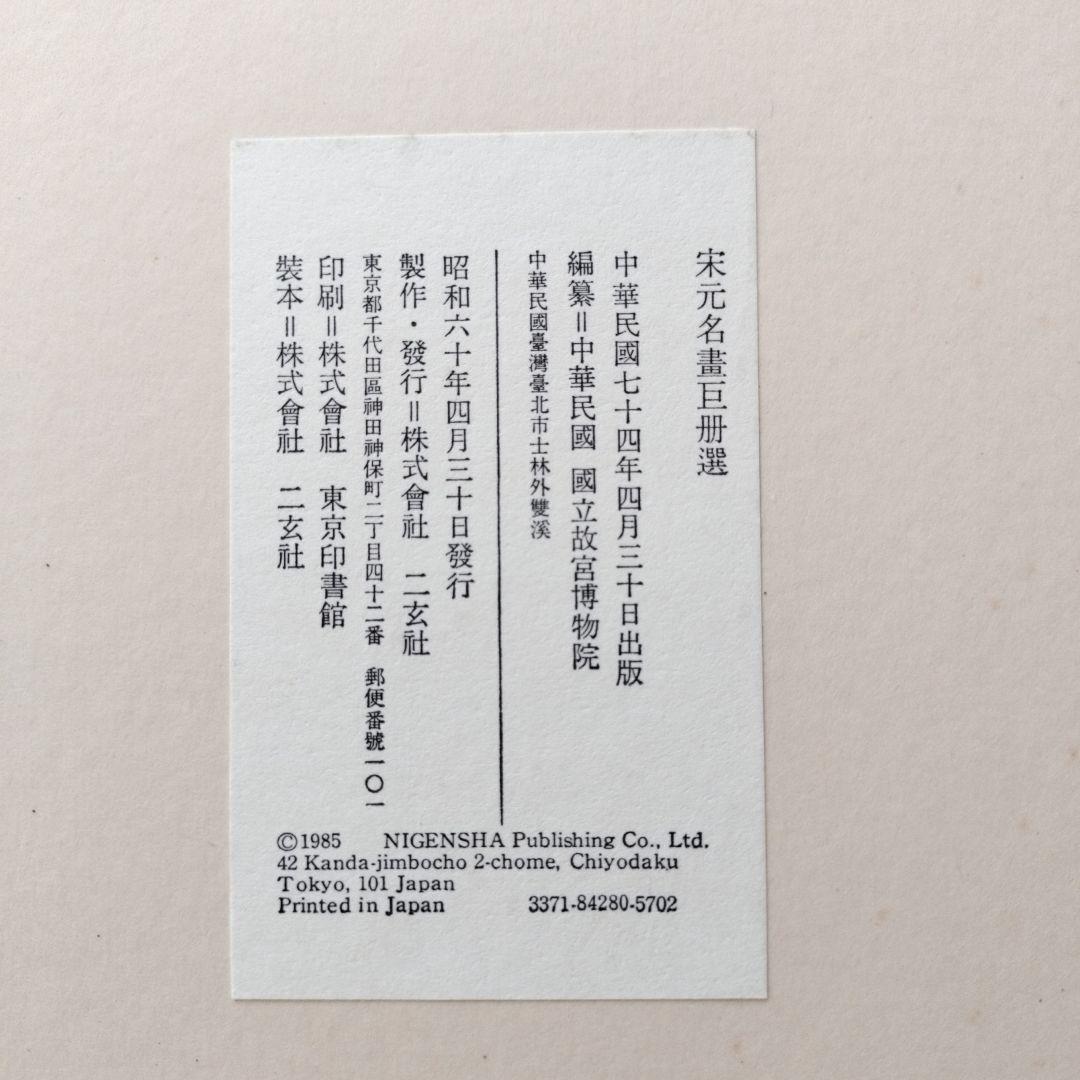 宋元名畫巨册選
中華民國七十四年四月三十日出版
編纂＝中華民國 國立故宮博物院
中華民國臺灣臺北市士林外雙溪
昭和六十年四月三十日發行
製作・發行＝株式會社 二玄社
東京都千代田區神田神保町二丁目四十二番 郵便番號一〇一
印刷＝株式會社 東京印書館
裝本＝株式會社 二玄社
©1985 NIGENSHA Publishing Co., Ltd.
42 Kanda-jimbocho 2-chome, Chiyodaku
Tokyo, 101 Japan
Printed in Japan 3371-84280-5702